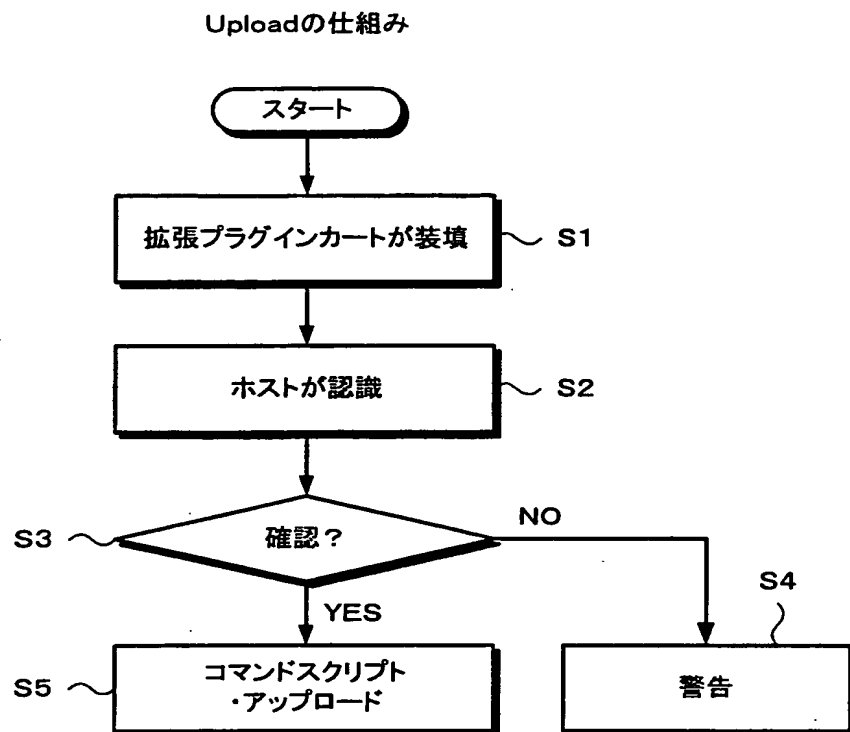 Uploadの仕組み
スタート
拡張プラグインカートが装填
S1
ホストが認識
S2
S3
確認？
NO
YES
S4
S5
コマンドスクリプト
・アップロード
警告